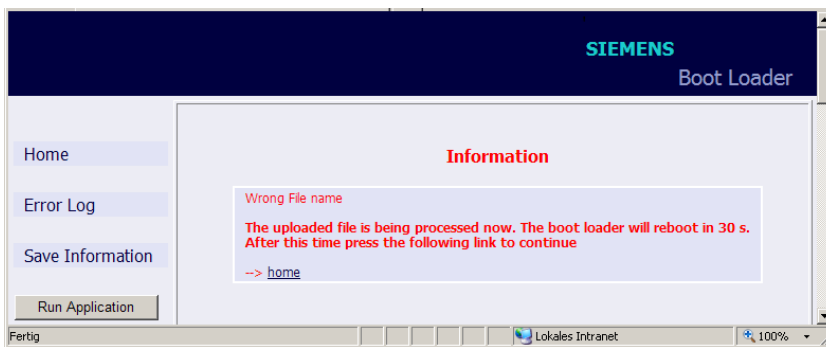 SIEMENS
Boot Loader
Home
Error Log
Save Information
Run Application
Information
Wrong File name
The uploaded file is being processed now. The boot loader will reboot in 30 s.
After this time press the following link to continue
--> home
Fertig
Lokales Intranet
100%